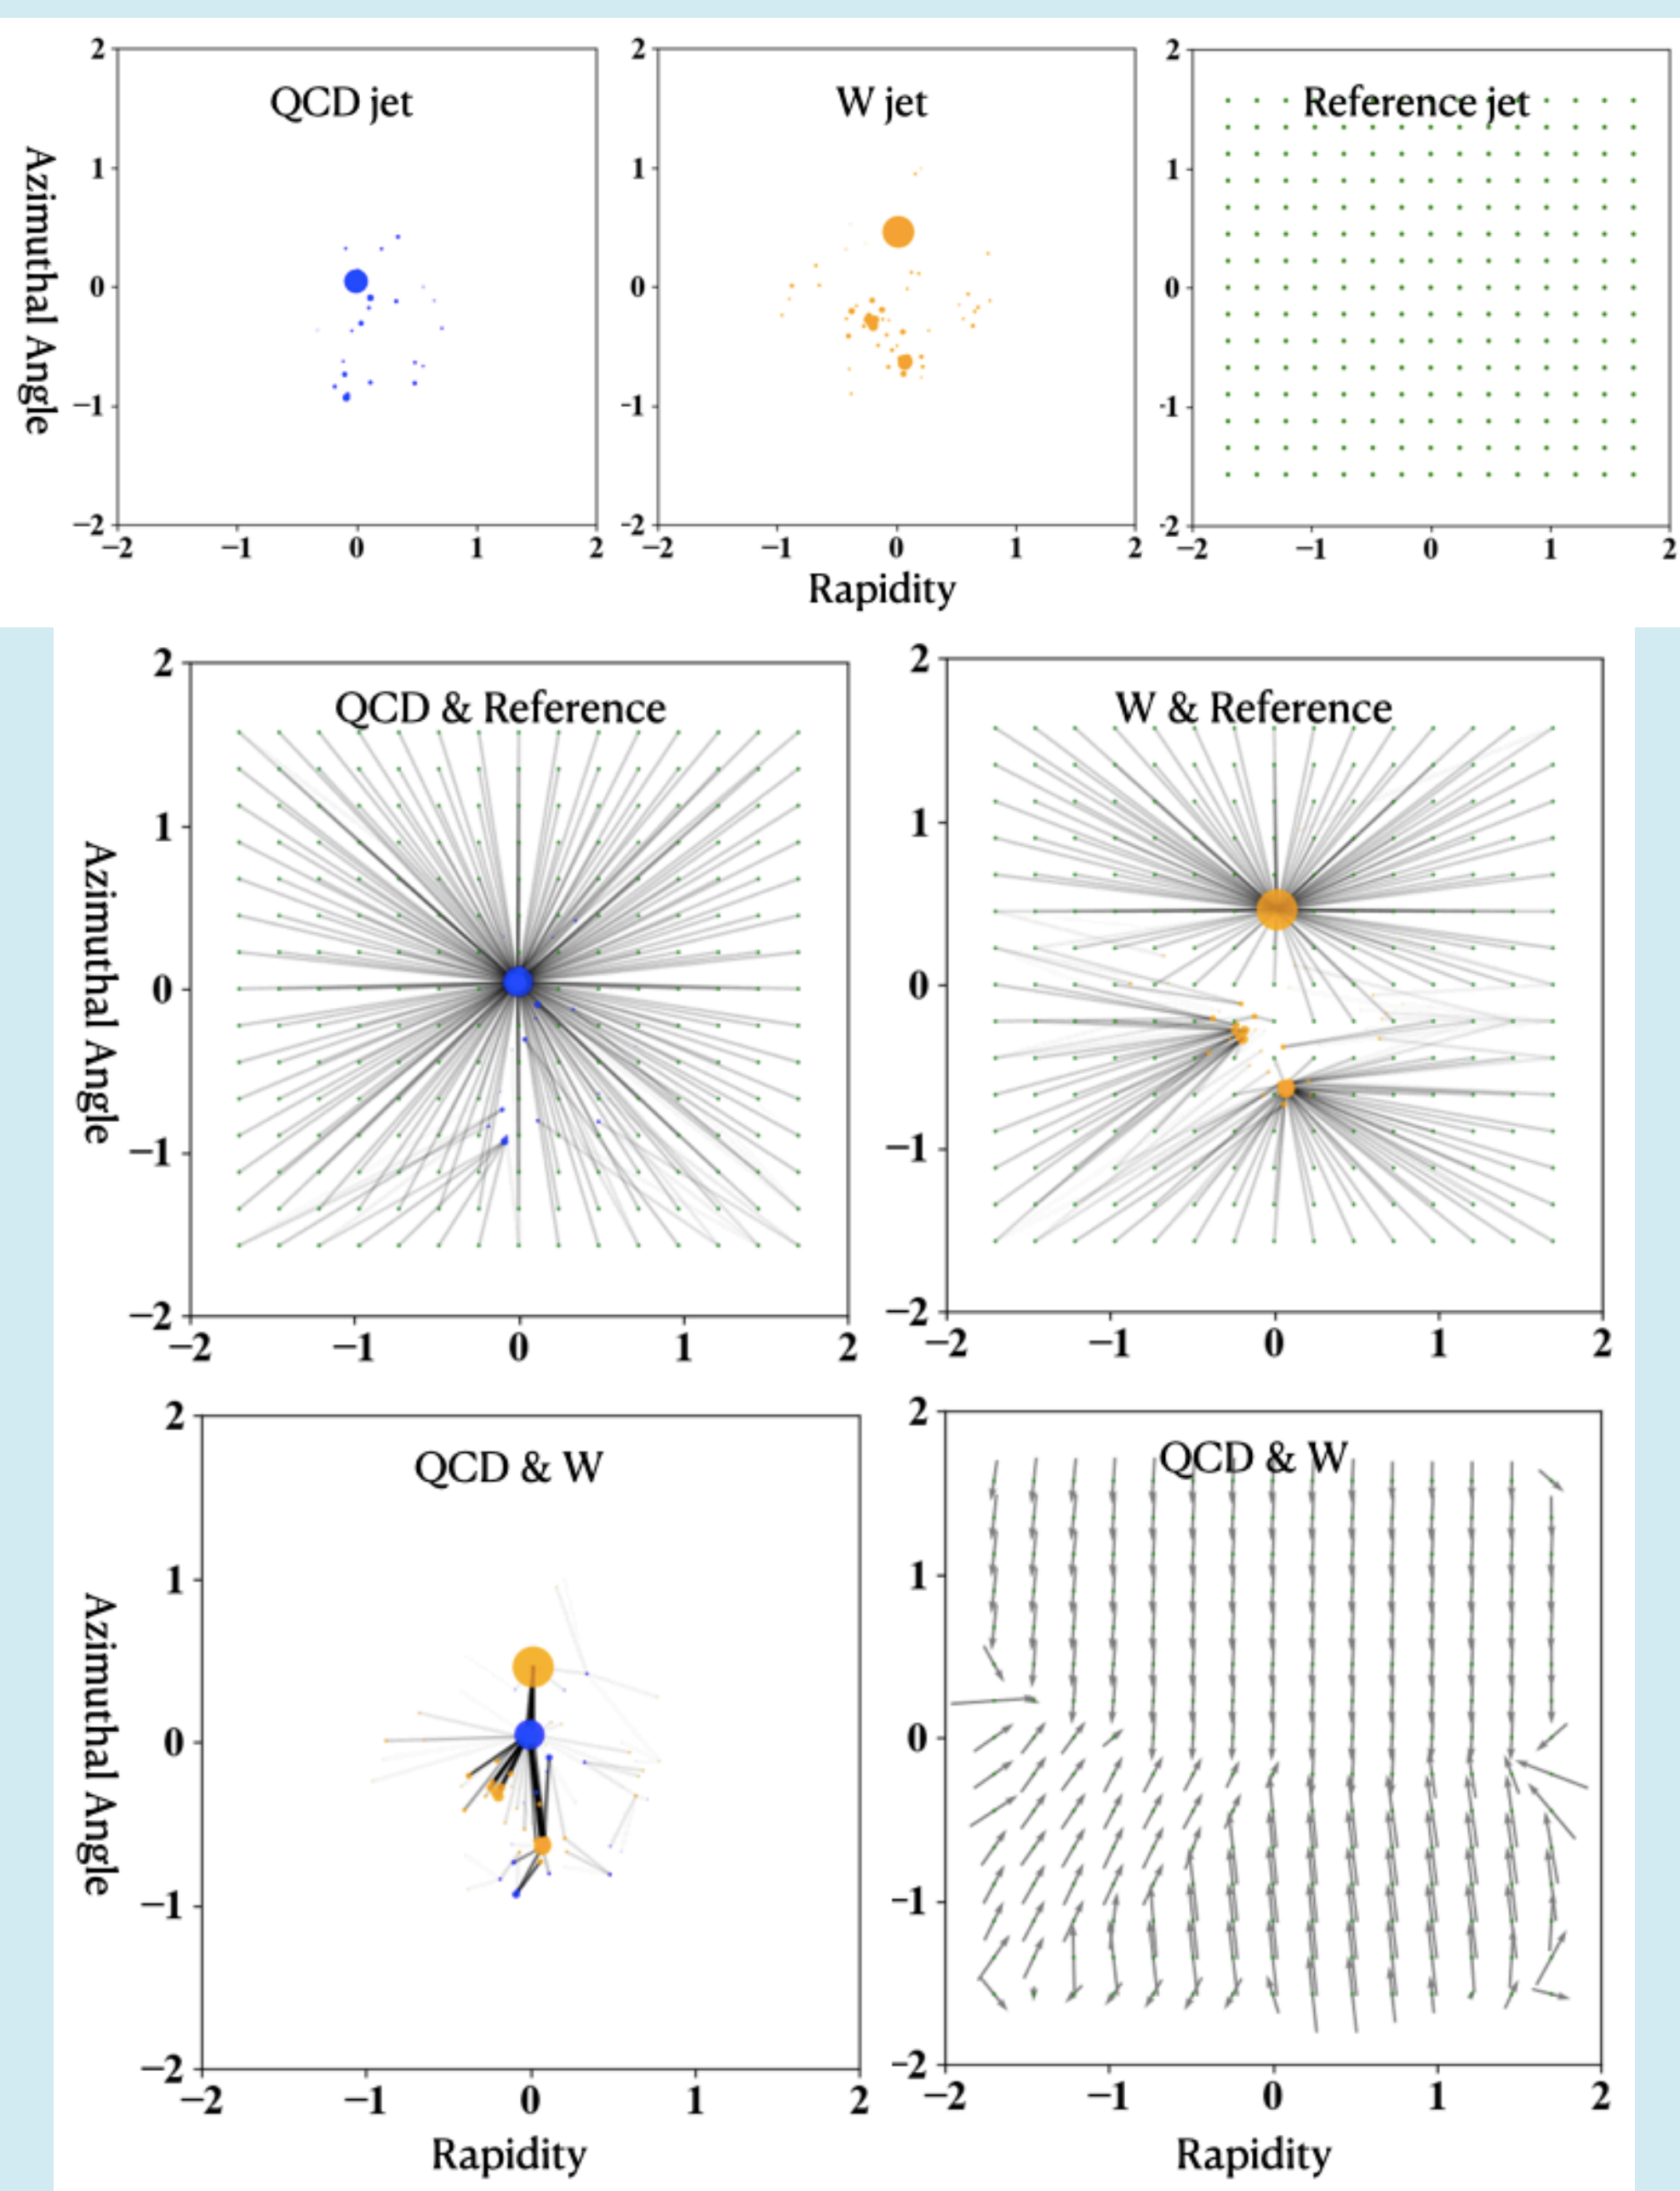 QCD jet
W jet
Reference jet
Azimuthal Angle
2
1
0
−1
−2
−2 −1 0 1 2
2
1
0
-1
-2
−2 −1 0 1 2
2
1
0
-1
-2
−2 −1 0 1 2
Rapidity
QCD & Reference
Azimuthal Angle
2
1
0
−1
−2
−2 −1 0 1 2
W & Reference
2
1
0
−1
−2
−2 −1 0 1 2
QCD & W
Azimuthal Angle
2
1
0
−1
−2
−2 −1 0 1 2
Rapidity
QCD & W
2
1
0
−1
−2
−2 −1 0 1 2
Rapidity